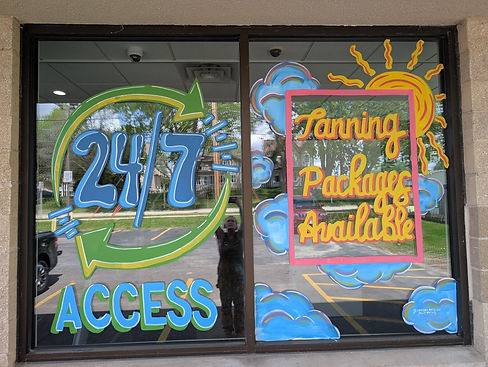 24/7
ACCESS
Tanning
Packages
Available